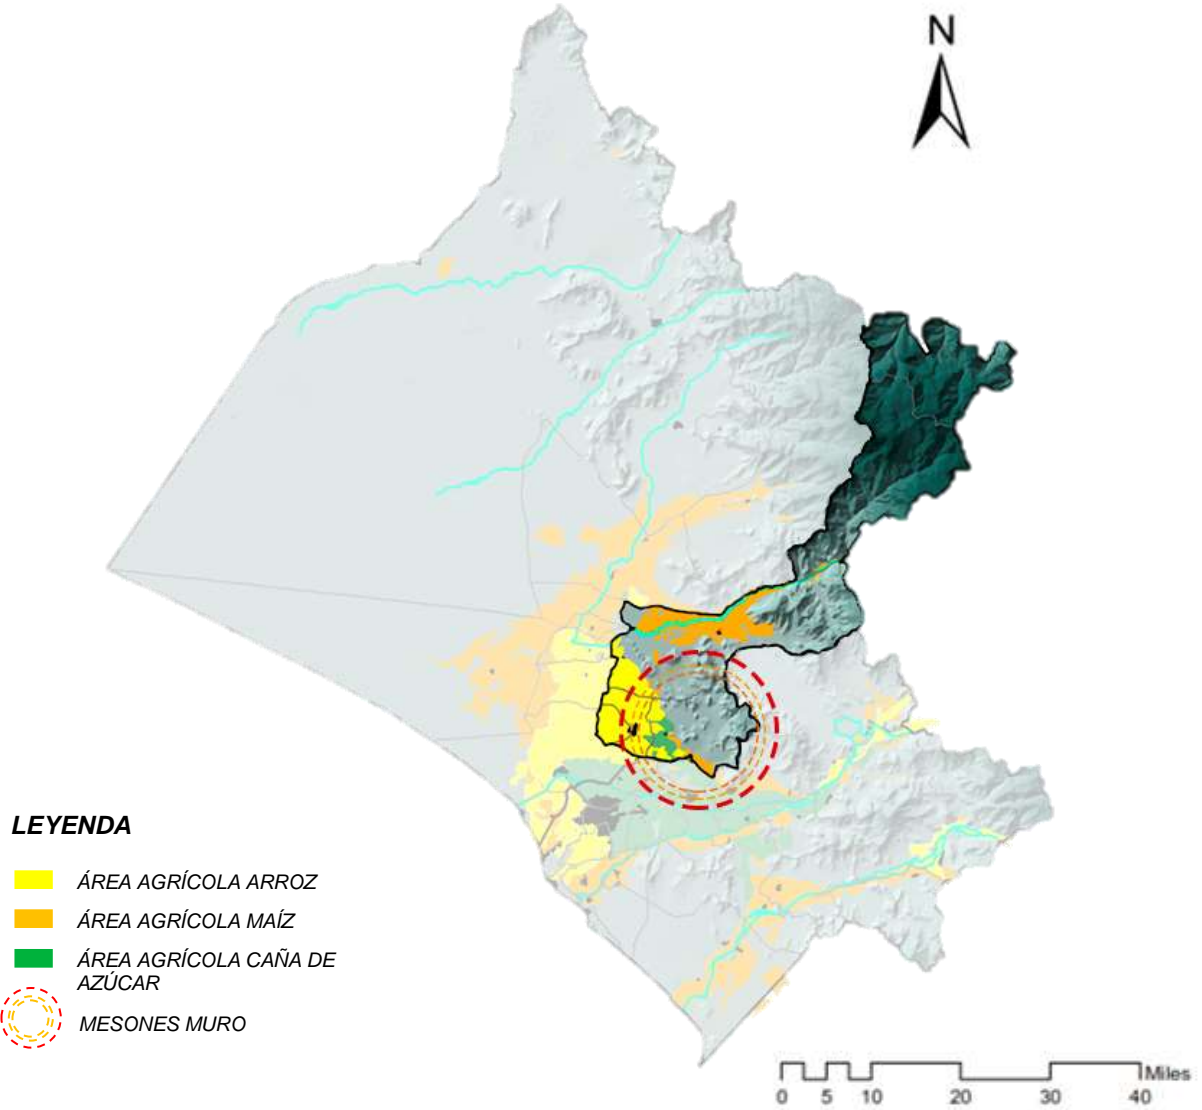 N
LEYENDA
ÁREA AGRÍCOLA ARROZ
ÁREA AGRÍCOLA MAÍZ
ÁREA AGRÍCOLA CAÑA DE
AZÚCAR
MESONES MURO
Miles
0 5 10 20 30 40